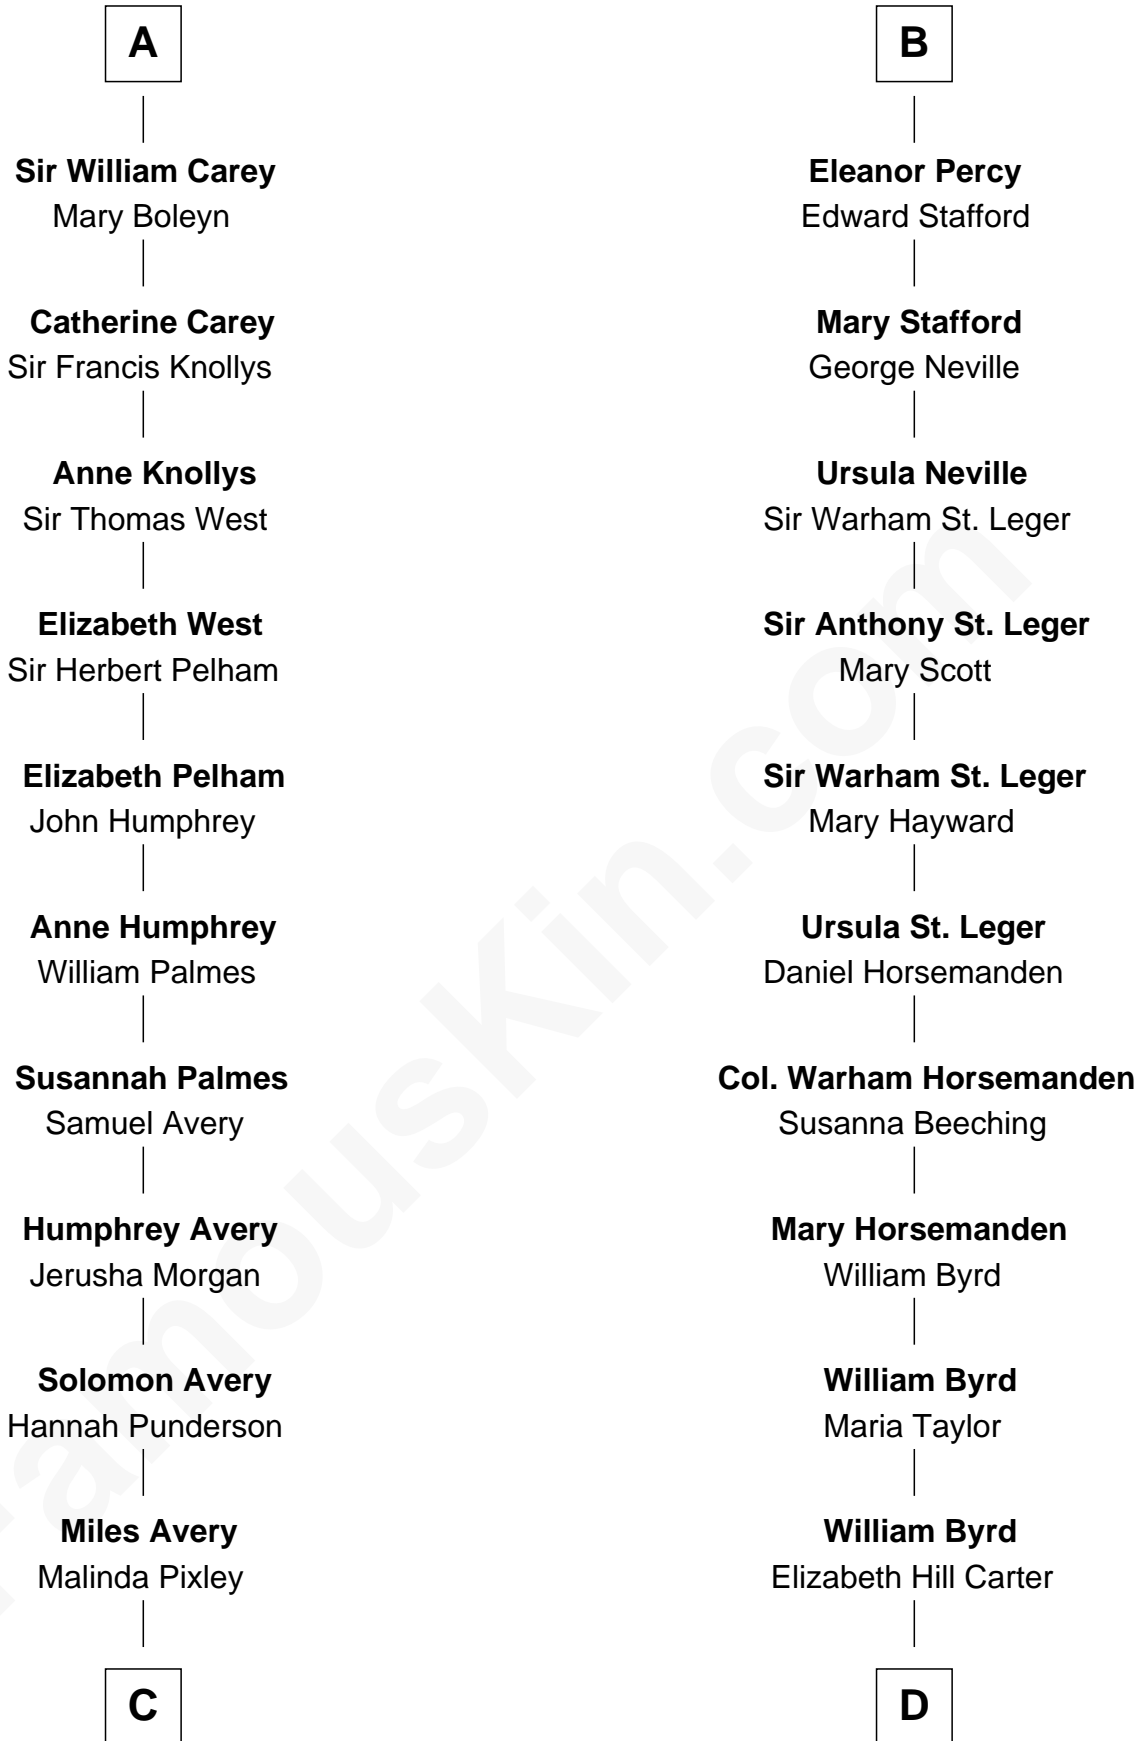 A
Sir William Carey
Mary Boleyn
Catherine Carey
Sir Francis Knollys
Anne Knollys
Sir Thomas West
Elizabeth West
Sir Herbert Pelham
Elizabeth Pelham
John Humphrey
Anne Humphrey
William Palmes
Susannah Palmes
Samuel Avery
Humphrey Avery
Jerusha Morgan
Solomon Avery
Hannah Punderson
Miles Avery
Malinda Pixley
C
B
Eleanor Percy
Edward Stafford
Mary Stafford
George Neville
Ursula Neville
Sir Warham St. Leger
Sir Anthony St. Leger
Mary Scott
Sir Warham St. Leger
Mary Hayward
Ursula St. Leger
Daniel Horsemanden
Col. Warham Horsemanden
Susanna Beeching
Mary Horsemanden
William Byrd
William Byrd
Maria Taylor
William Byrd
Elizabeth Hill Carter
D
FamousKin.com